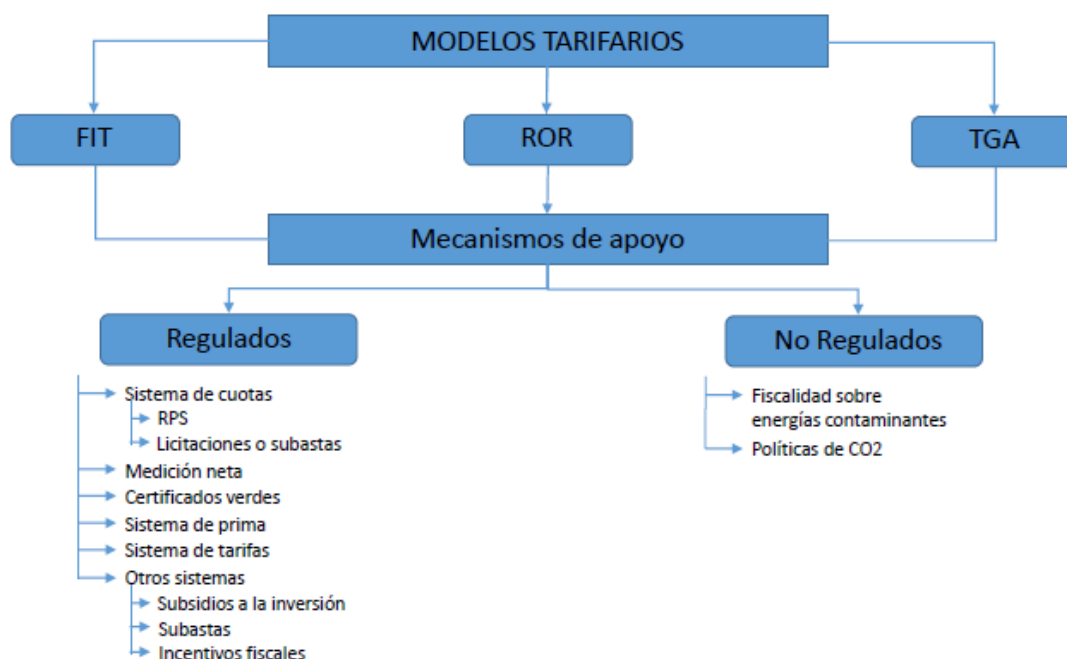 MODELOS TARIFARIOS
FIT
ROR
TGA
Mecanismos de apoyo
Regulados
Sistema de cuotas
RPS
Licitaciones o subastas
Medición neta
Certificados verdes
Sistema de prima
Sistema de tarifas
Otros sistemas
Subsidios a la inversión
Subastas
Incentivos fiscales
No Regulados
Fiscalidad sobre
energías contaminantes
Políticas de CO2